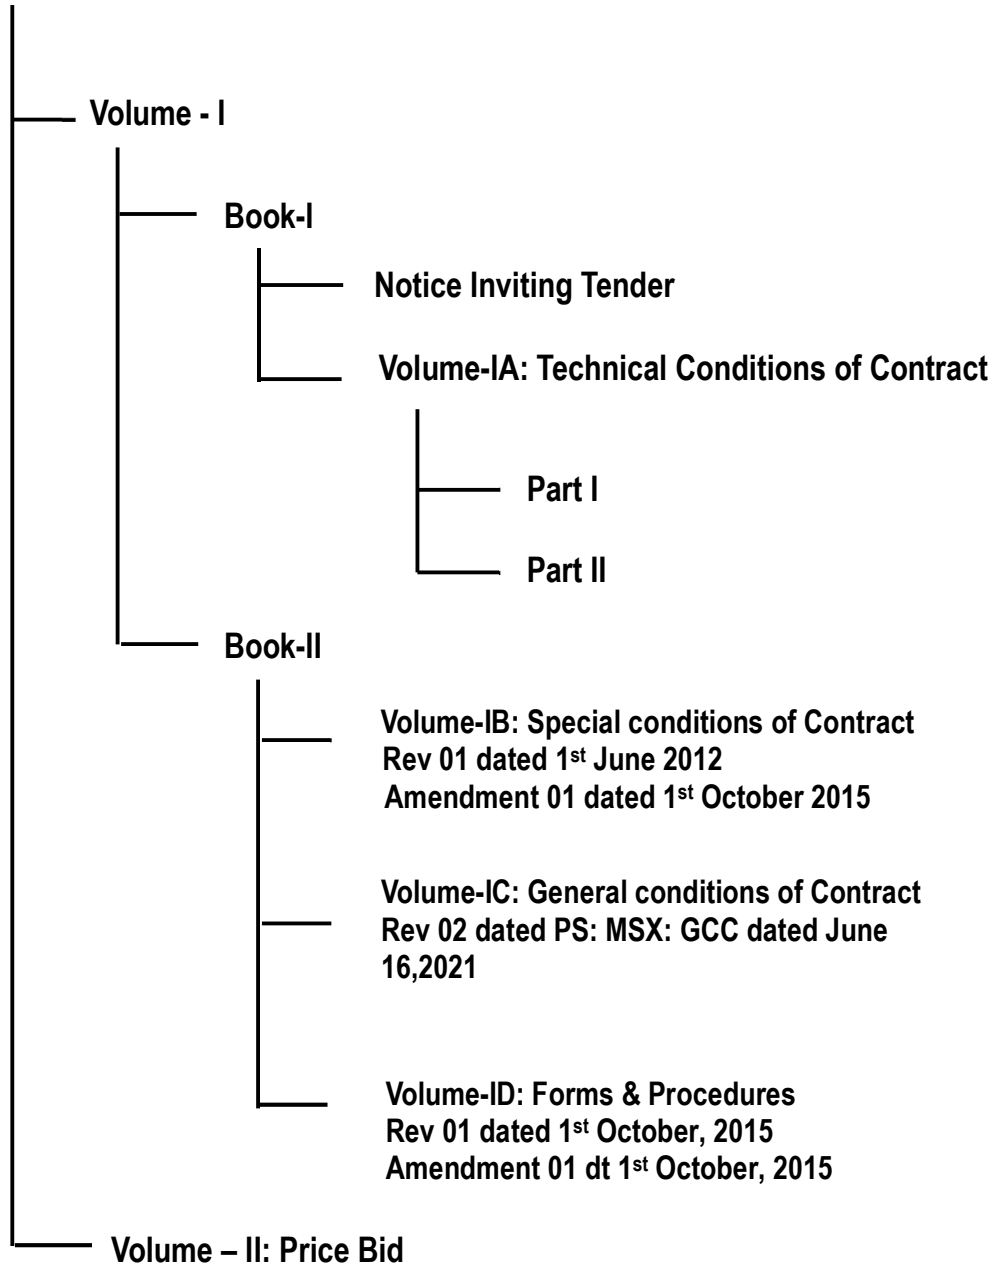 Volume - I
Book-I
Notice Inviting Tender
Volume-IA: Technical Conditions of Contract
Part I
Part II
Book-II
Volume-IB: Special conditions of Contract
Rev 01 dated 1st June 2012
Amendment 01 dated 1st October 2015
Volume-IC: General conditions of Contract
Rev 02 dated PS: MSX: GCC dated June
16,2021
Volume-ID: Forms & Procedures
Rev 01 dated 1st October, 2015
Amendment 01 dt 1st October, 2015
Volume – II: Price Bid